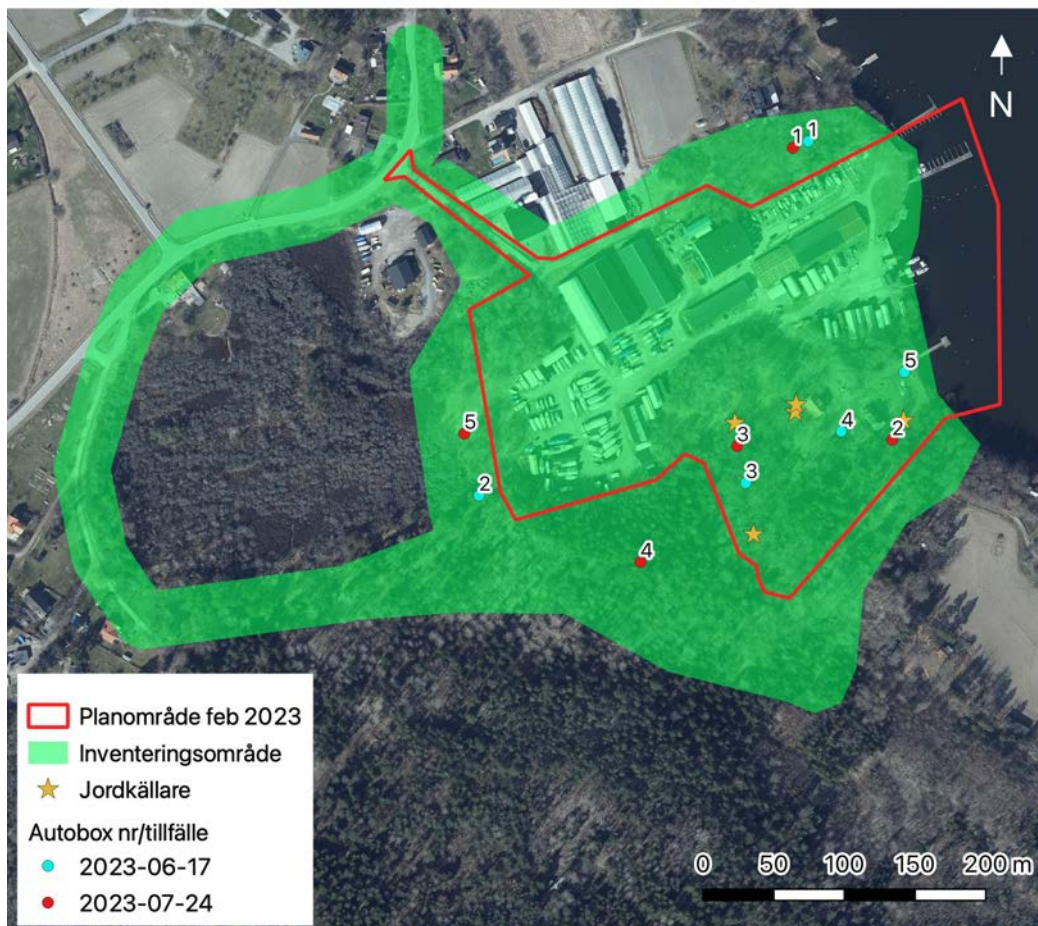 N
1 1
5
4
2
3
3
5
2
4
Planområde feb 2023
Inventeringsområde
Jordkällare
Autobox nr/tillfälle
2023-06-17
2023-07-24
0 50 100 150 200 m